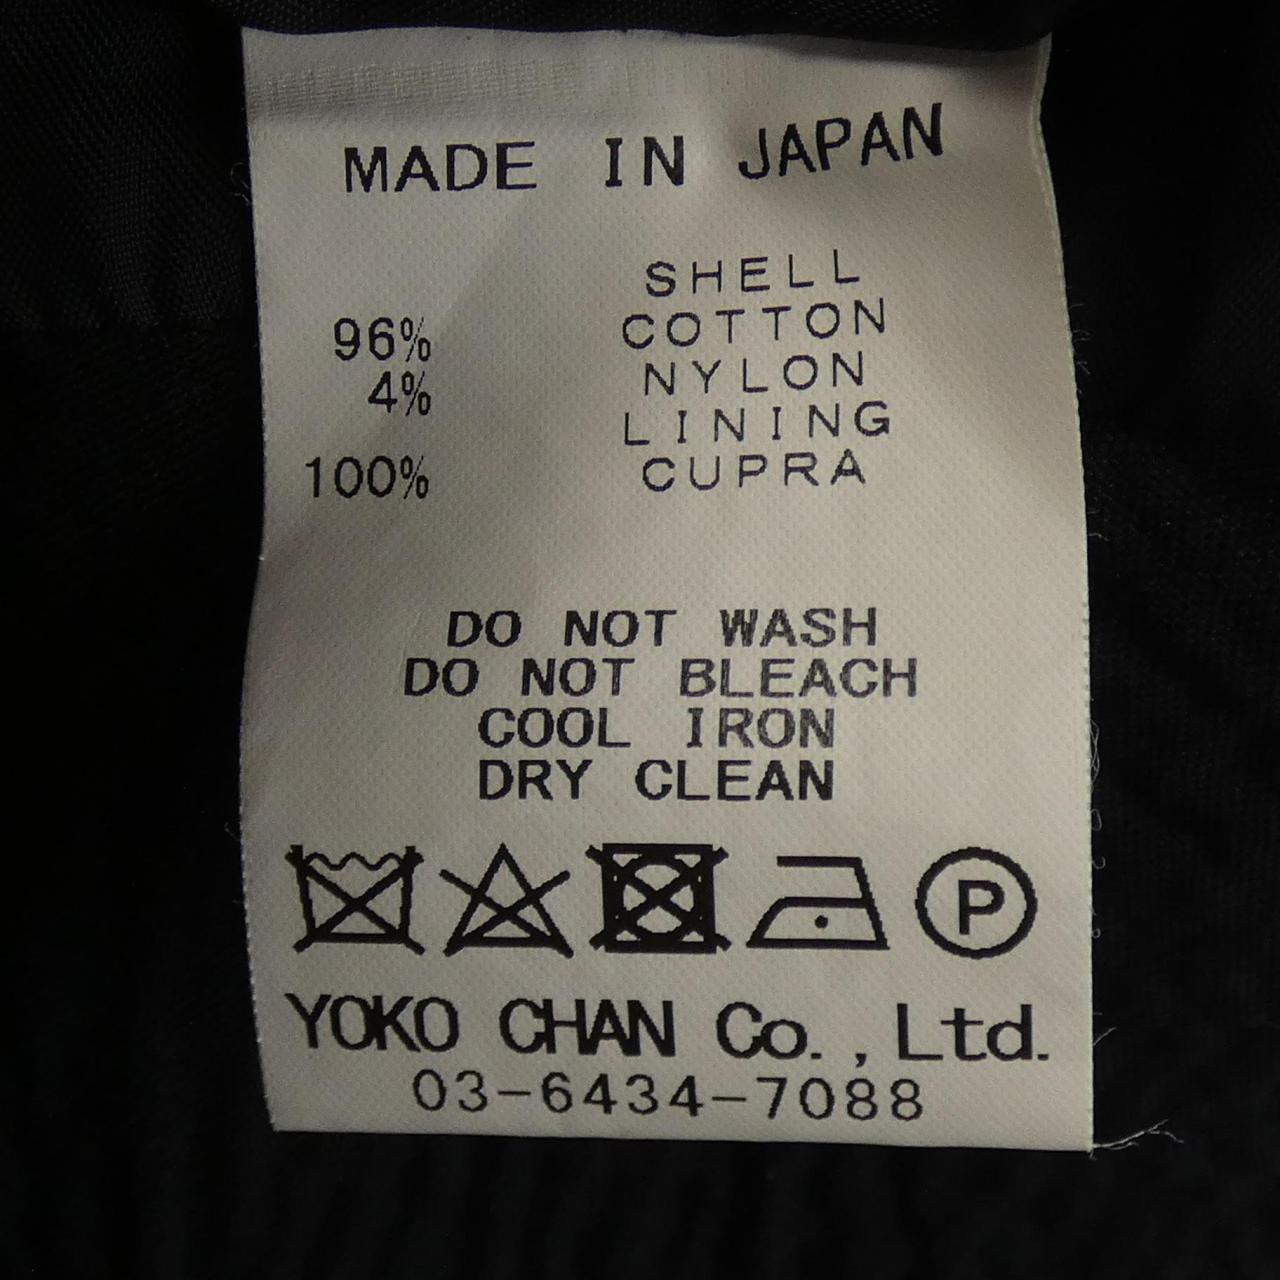 MADE IN JAPAN
SHELL
96% COTTON
4% NYLON
LINING
100% CUPRA
DO NOT WASH
DO NOT BLEACH
COOL IRON
DRY CLEAN
P
YOKO CHAN Co., Ltd.
03-6434-7088